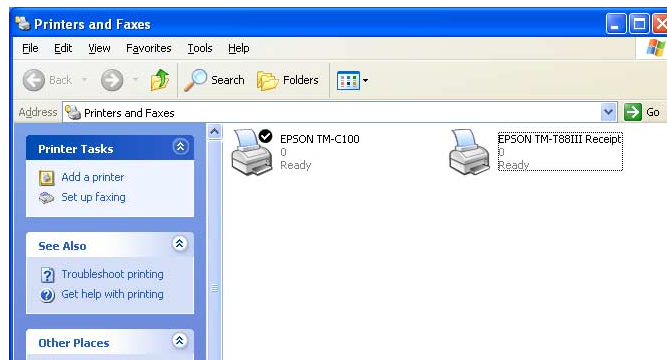 Printers and Faxes
File Edit View Favorites Tools Help
Back Search Folders
Address Printers and Faxes Go
Printer Tasks
Add a printer
Set up faxing
See Also
Troubleshoot printing
Get help with printing
Other Places
EPSON TM-C100
0
Ready
EPSON TM-T88III Receipt
0
Ready